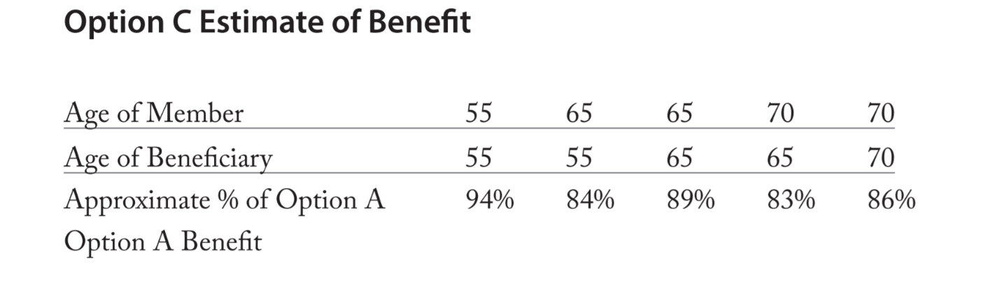 Option C Estimate of Benefit
Age of Member 55 65 65 70 70
Age of Beneficiary 55 55 65 65 70
Approximate % of Option A 94% 84% 89% 83% 86%
Option A Benefit